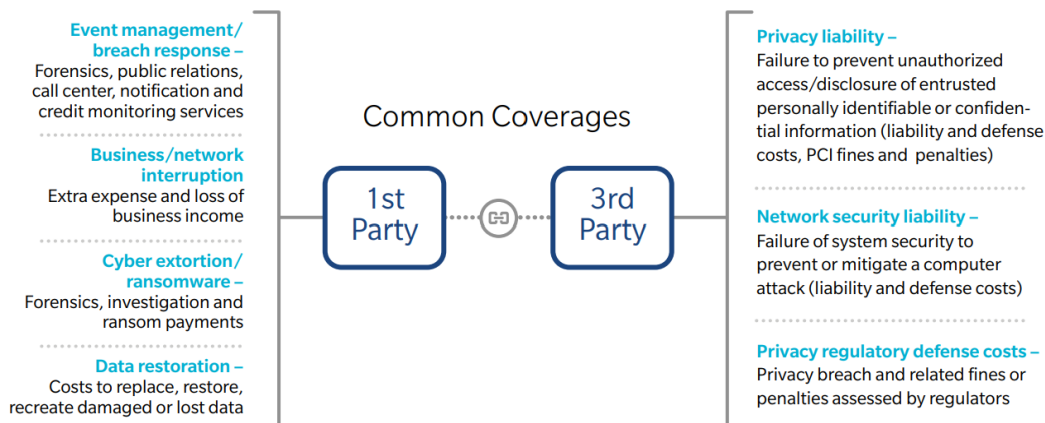 Event management/
breach response –
Forensics, public relations,
call center, notification and
credit monitoring services
Business/network
interruption
Extra expense and loss of
business income
Cyber extortion/
ransomware –
Forensics, investigation and
ransom payments
Data restoration –
Costs to replace, restore,
recreate damaged or lost data
Common Coverages
1st
Party
3rd
Party
Privacy liability –
Failure to prevent unauthorized
access/disclosure of entrusted
personally identifiable or confiden-
tial information (liability and defense
costs, PCI fines and penalties)
Network security liability –
Failure of system security to
prevent or mitigate a computer
attack (liability and defense costs)
Privacy regulatory defense costs –
Privacy breach and related fines or
penalties assessed by regulators